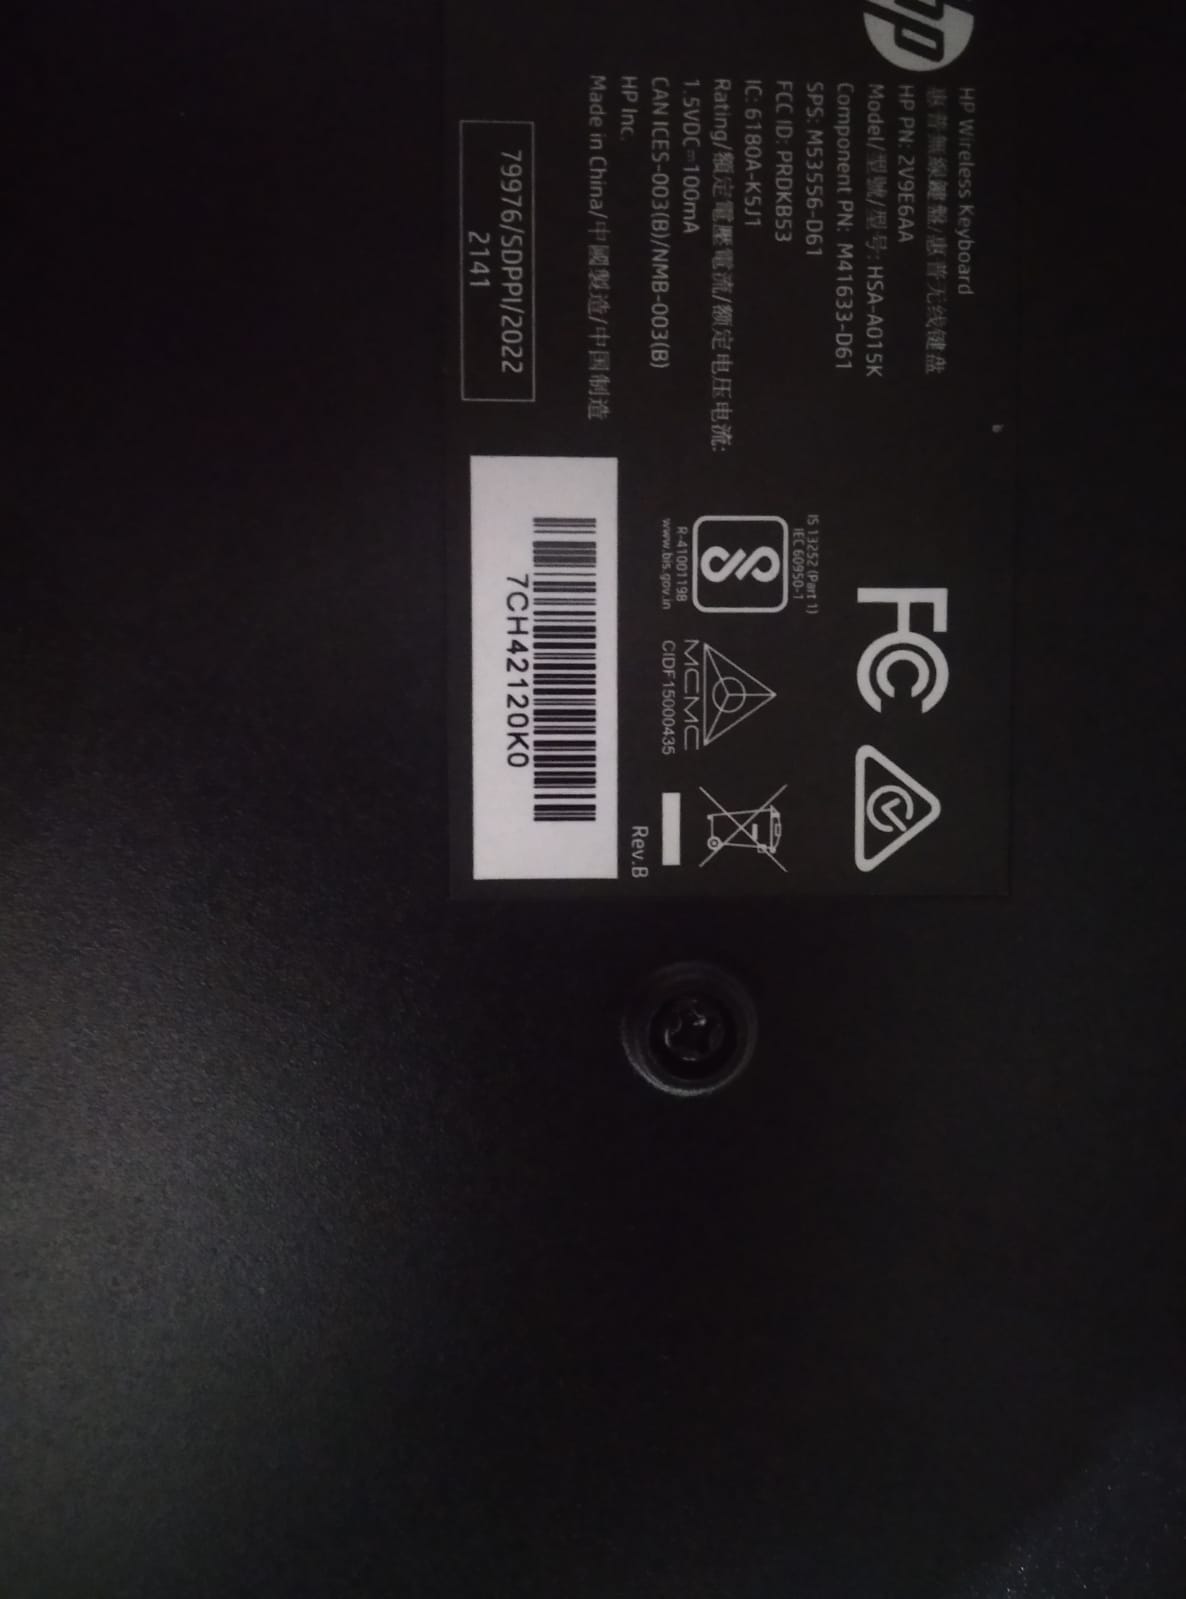 hp
HP Wireless Keyboard
惠普無線鍵盤/惠普无线键盘
HP PN: 2V9E6AA
Model/型號/型号: HSA-A015K
Component PN: M41633-D61
SPS: M53556-D61
FCC ID: PRDKB53
IC: 6180A-K5J1
Rating/額定電壓電流/额定电压电流:
1.5VDC⎓100mA
CAN ICES-003(B)/NMB-003(B)
HP Inc.
Made in China/中國製造/中国制造
79976/SDPPI/2022
2141
FC
IS 13252 (Part 1)
IEC 60950-1
R-41001198
www.bis.gov.in
MCMC
CIDF15000435
Rev.B
7CH42120K0